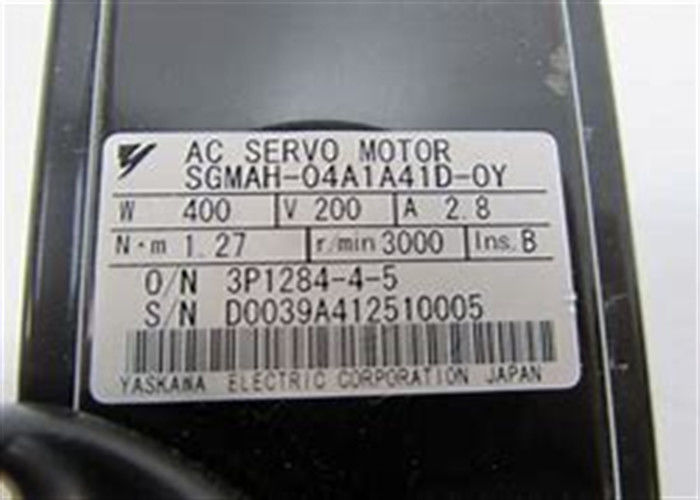 AC SERVO MOTOR
SGMAH-04A1A41D-0Y
W 400 V 200 A 2.8
N·m 1.27 r/min 3000 Ins. B
O/N 3P1284-4-5
S/N D0039A412510005
YASKAWA ELECTRIC CORPORATION JAPAN